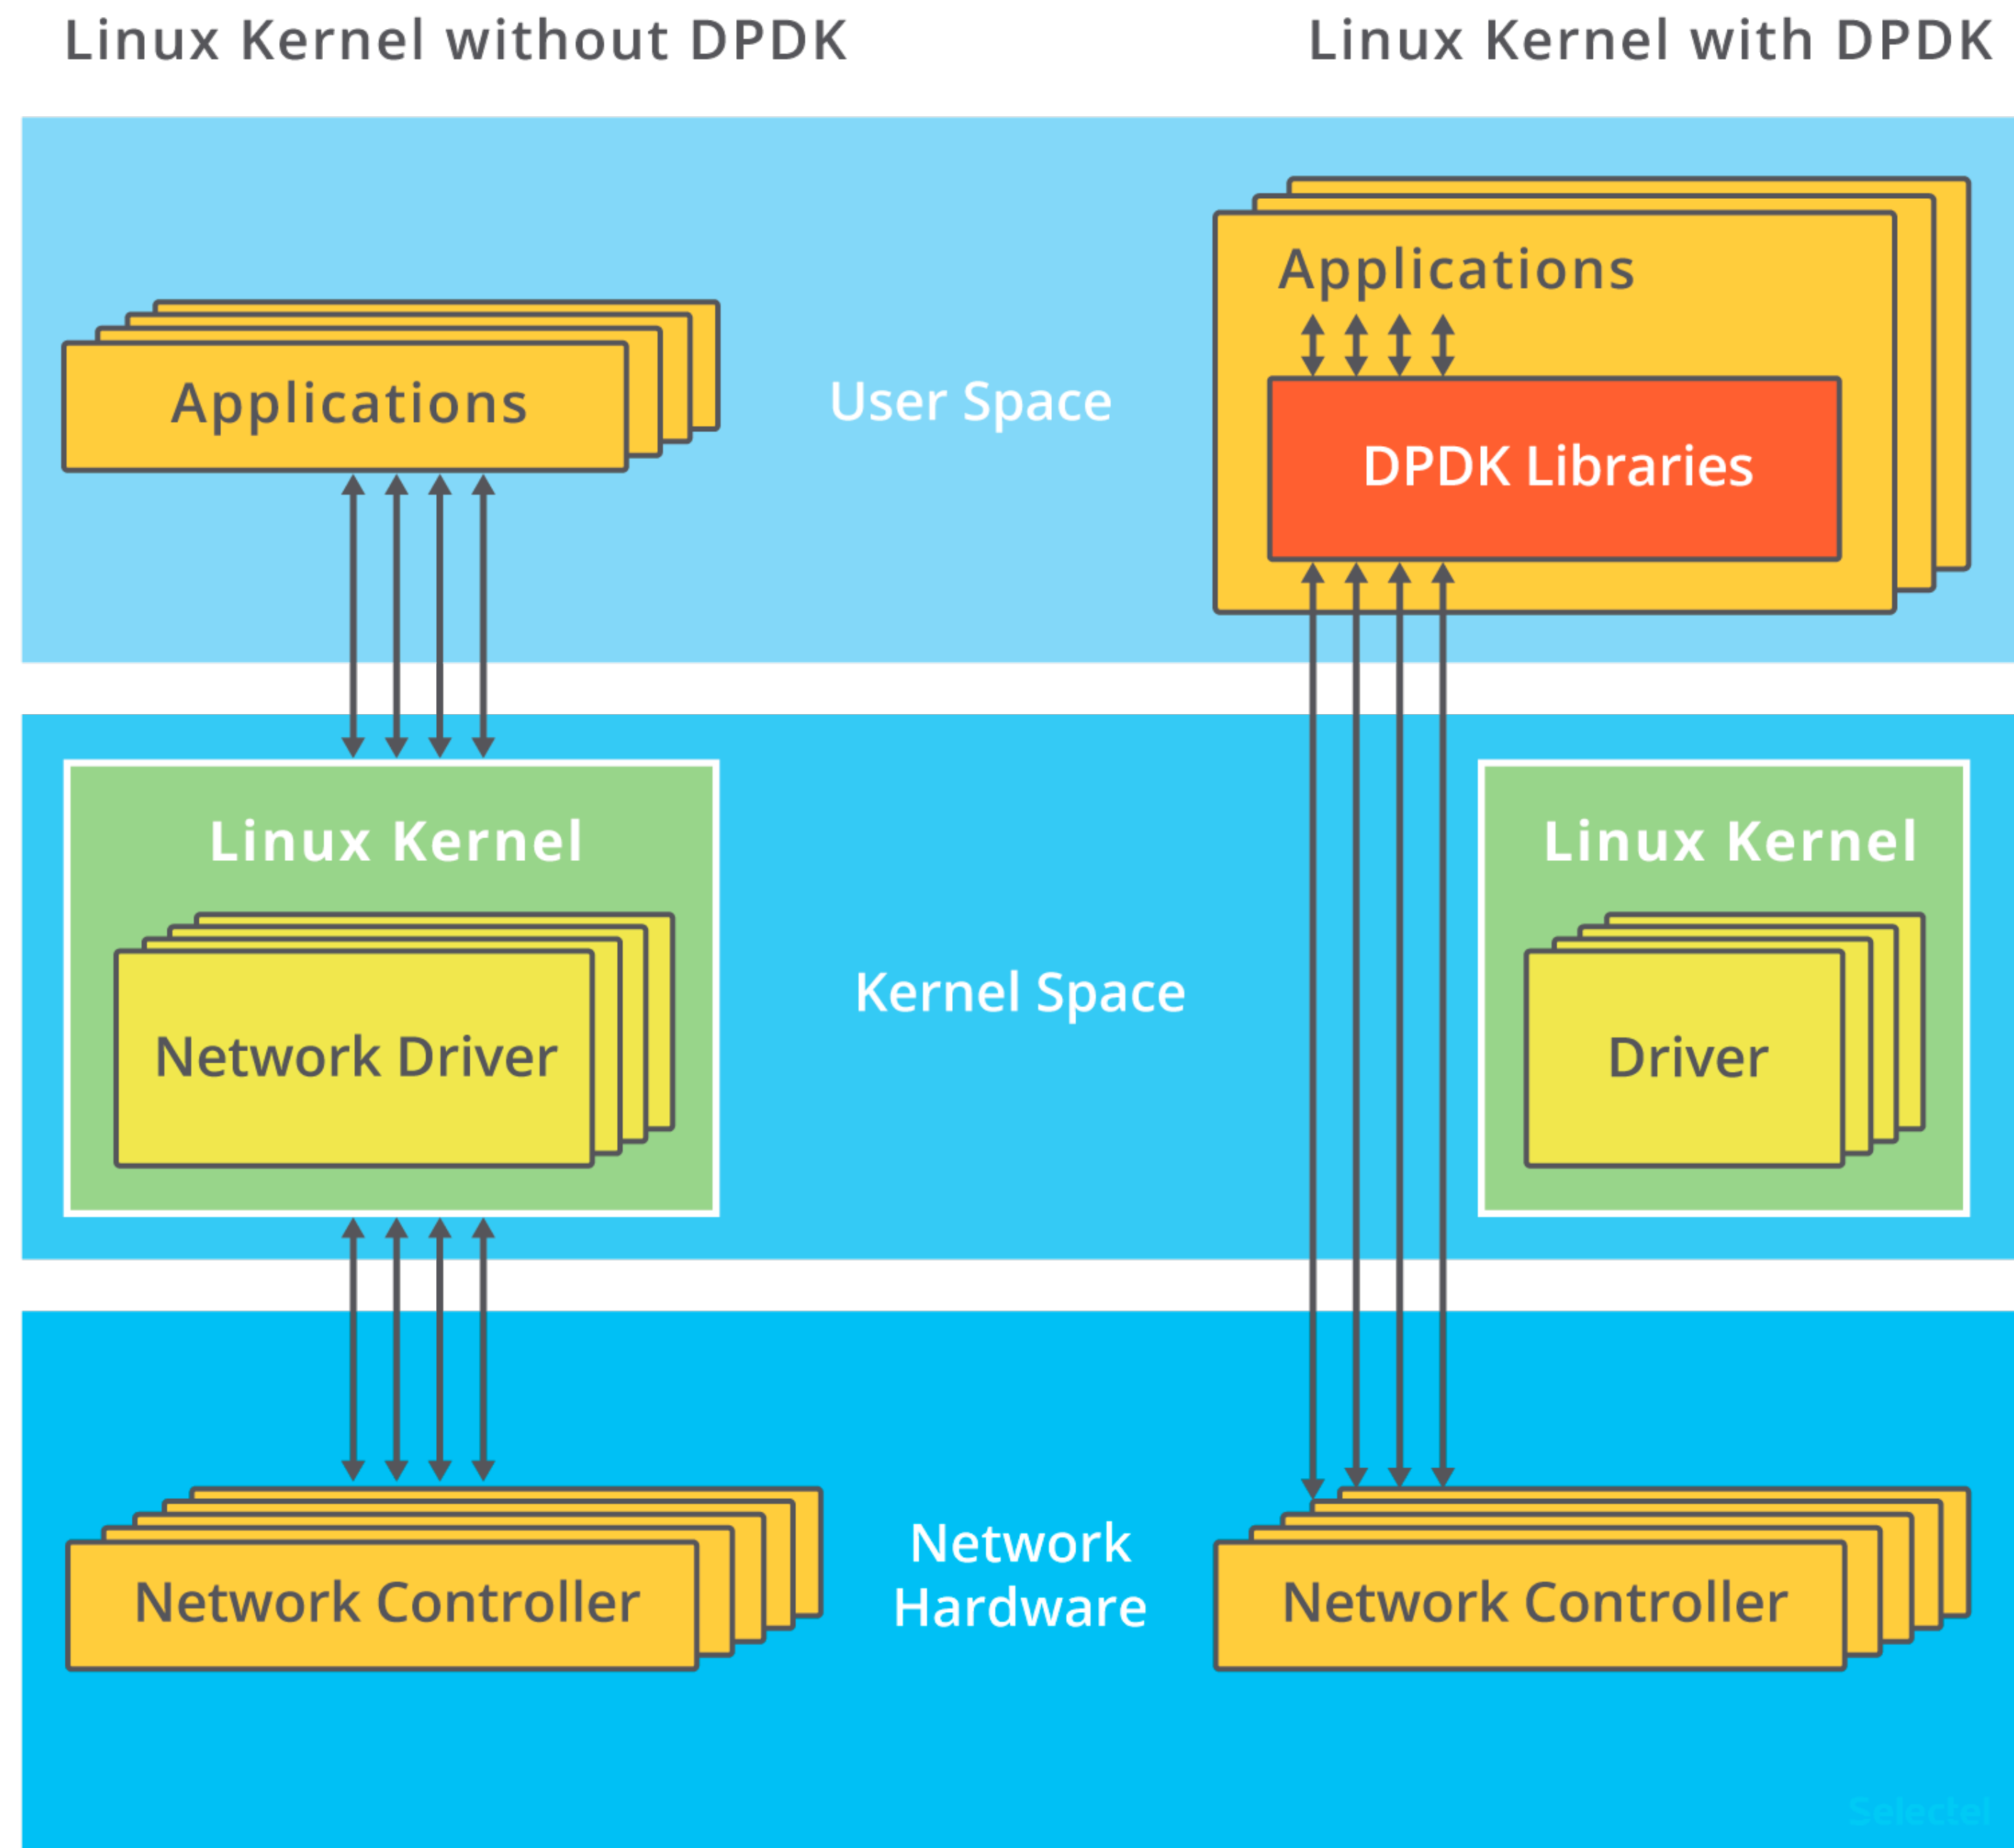 Linux Kernel without DPDK
Linux Kernel with DPDK
Applications
User Space
Applications
DPDK Libraries
Linux Kernel
Network Driver
Kernel Space
Linux Kernel
Driver
Network Controller
Network
Hardware
Network Controller
Selectel